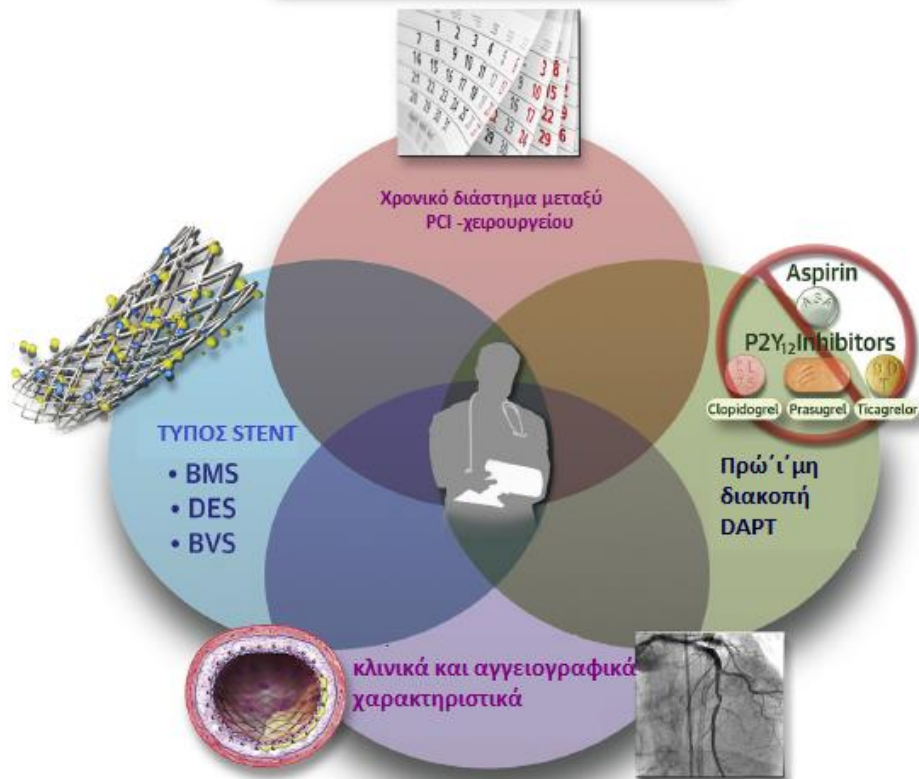 Χρονικό διάστημα μεταξύ
PCI -χειρουργείου
Aspirin
ASA
P2Y₁₂Inhibitors
Clopidogrel Prasugrel Ticagrelor
ΤΥΠΟΣ STENT
• BMS
• DES
• BVS
Πρώ΄ι΄μη
διακοπή
DAPT
κλινικά και αγγειογραφικά
χαρακτηριστικά